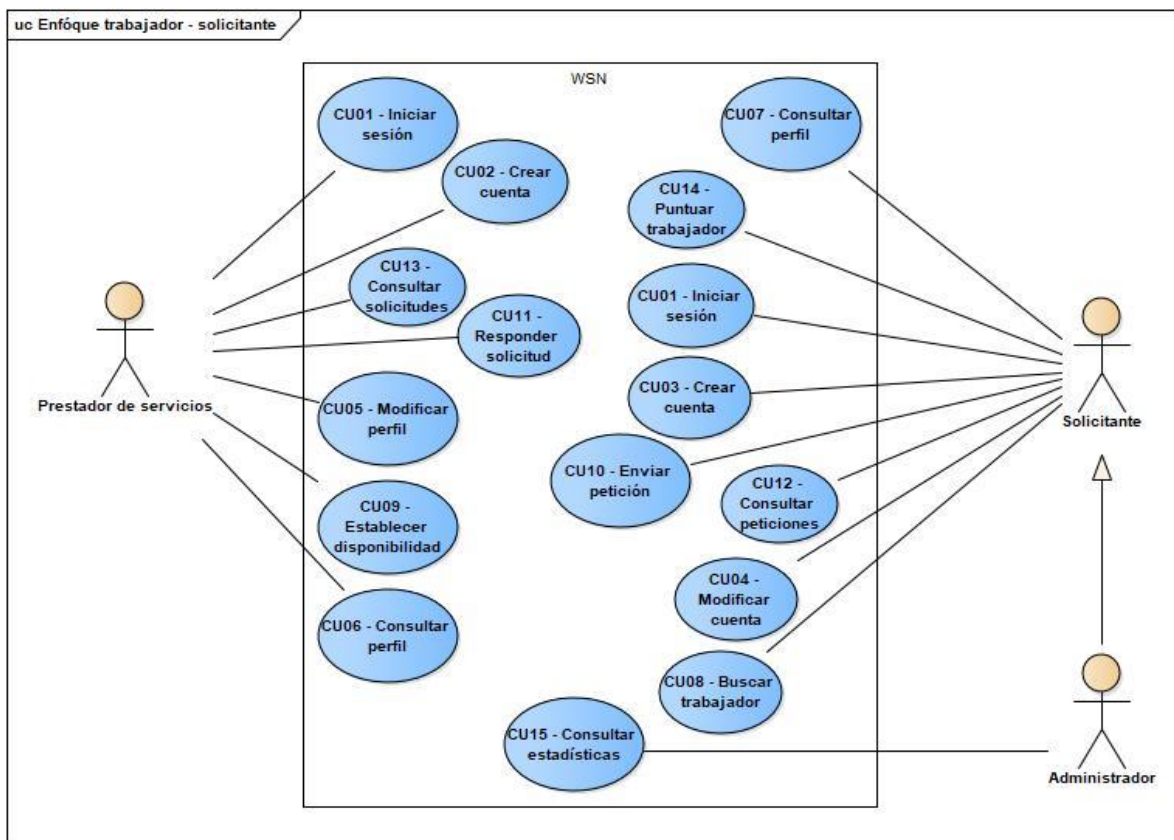 uc Enfóque trabajador - solicitante
WSN
CU01 - Iniciar
sesión
CU07 - Consultar
perfil
CU02 - Crear
cuenta
CU14 -
Puntuar
trabajador
CU13 -
Consultar
solicitudes
CU01 - Iniciar
sesión
CU11 -
Responder
solicitud
Prestador de servicios
Solicitante
CU03 - Crear
cuenta
CU05 - Modificar
perfil
CU10 - Enviar
petición
CU12 -
Consultar
peticiones
CU09 -
Establecer
disponibilidad
CU04 -
Modificar
cuenta
CU06 - Consultar
perfil
CU08 - Buscar
trabajador
CU15 - Consultar
estadísticas
Administrador